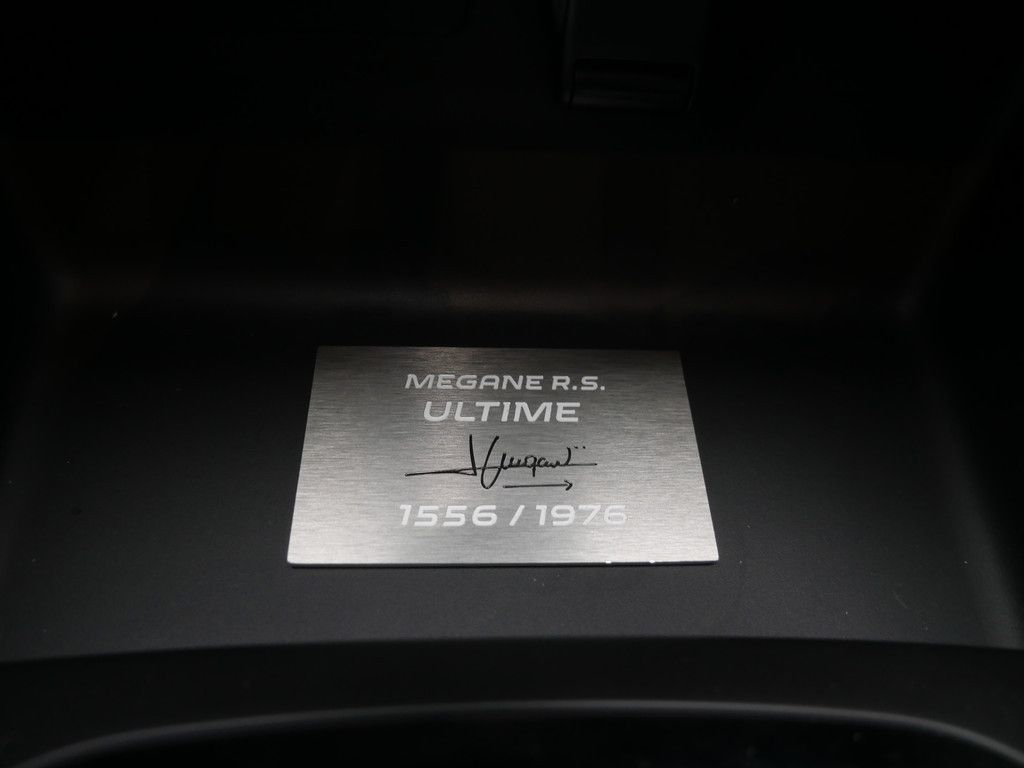 MEGANE R.S.
ULTIME
1556 / 1976